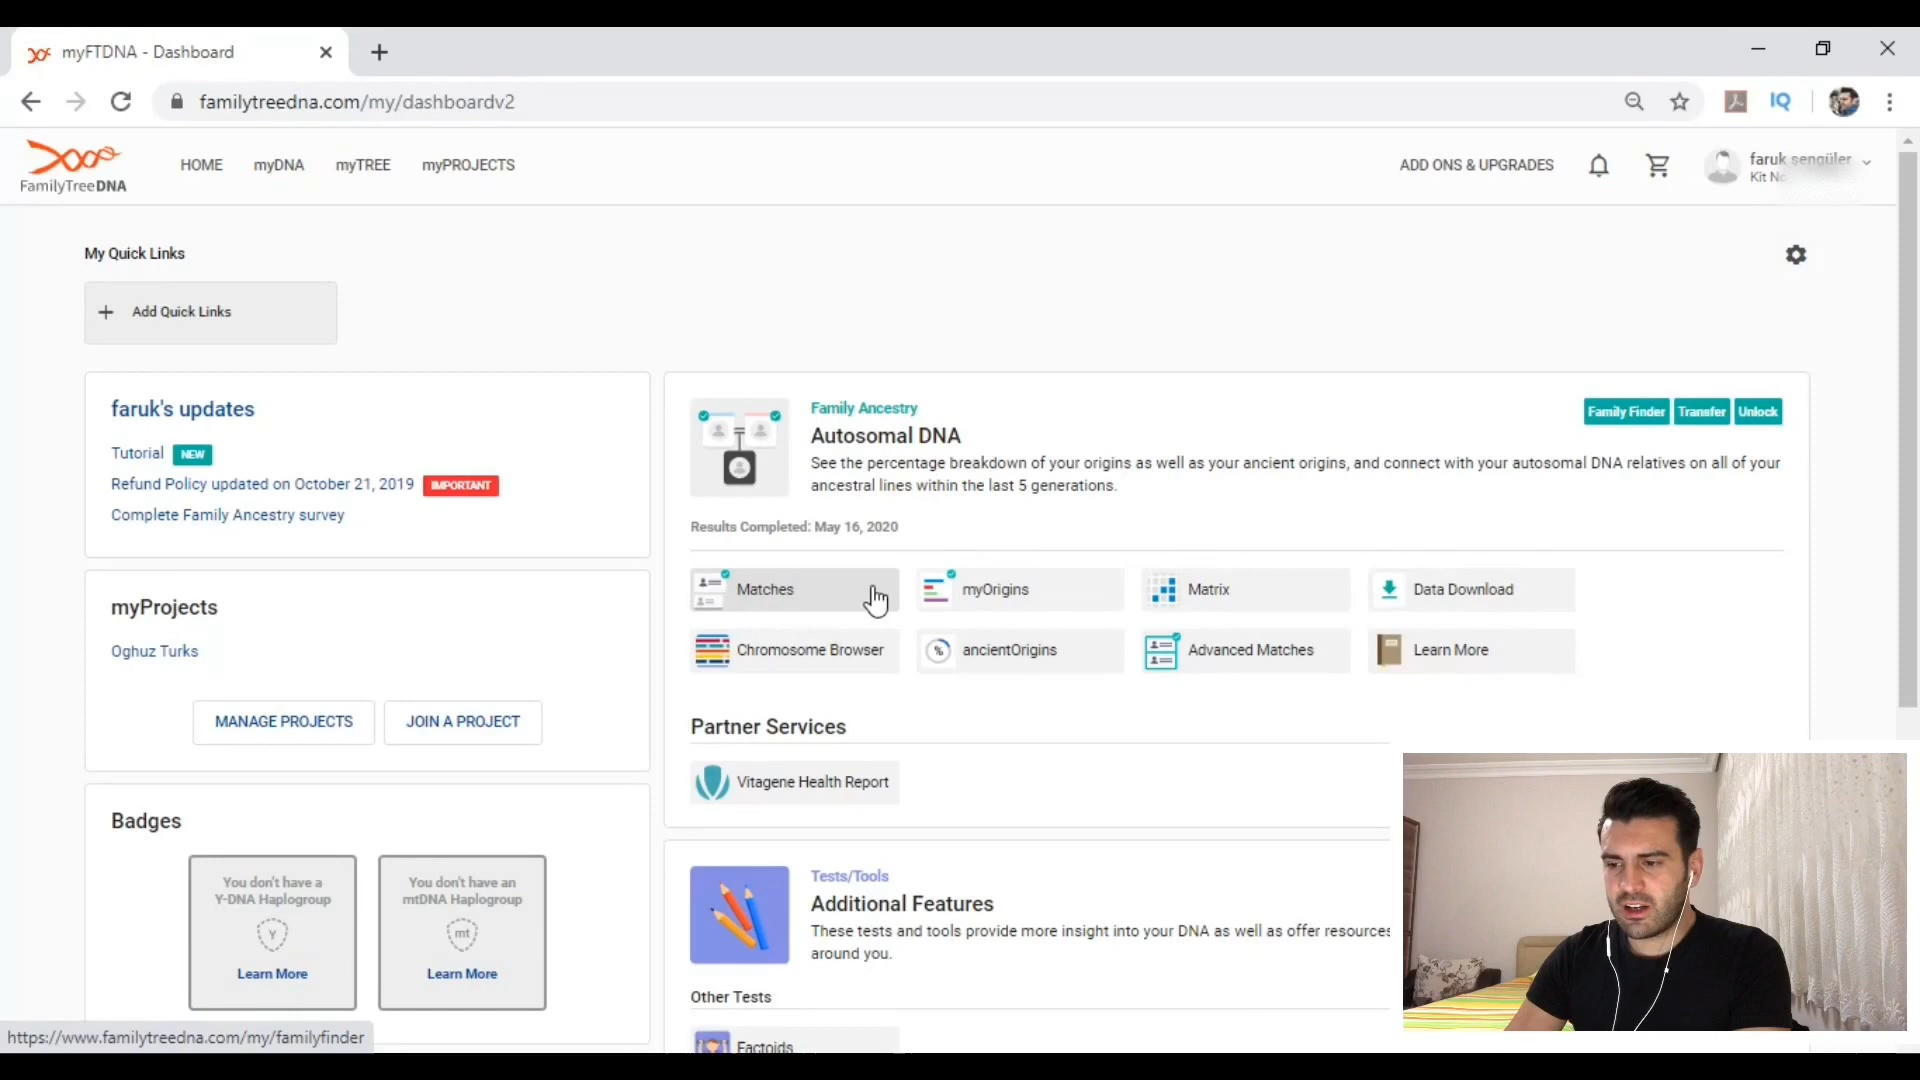 myFTDNA - Dashboard
familytreedna.com/my/dashboardv2
IQ
FamilyTreeDNA
HOME
myDNA
myTREE
myPROJECTS
ADD ONS & UPGRADES
faruk sengüler
Kit
My Quick Links
Add Quick Links
faruk's updates
Tutorial NEW
Refund Policy updated on October 21, 2019 IMPORTANT
Complete Family Ancestry survey
myProjects
Oghuz Turks
MANAGE PROJECTS
JOIN A PROJECT
Badges
You don't have a
Y-DNA Haplogroup
Y
Learn More
You don't have an
mtDNA Haplogroup
mt
Learn More
Family Ancestry
Family Finder Transfer Unlock
Autosomal DNA
See the percentage breakdown of your origins as well as your ancient origins, and connect with your autosomal DNA relatives on all of your
ancestral lines within the last 5 generations.
Results Completed: May 16, 2020
Matches
myOrigins
Matrix
Data Download
Chromosome Browser
% ancientOrigins
Advanced Matches
Learn More
Partner Services
Vitagene Health Report
Tests/Tools
Additional Features
These tests and tools provide more insight into your DNA as well as offer resources
around you.
Other Tests
Factoids
https://www.familytreedna.com/my/familyfinder